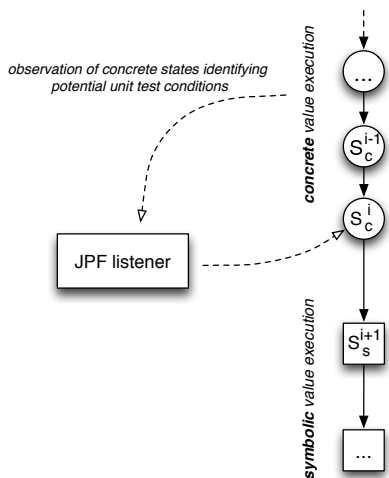 observation of concrete states identifying
potential unit test conditions
...
S_c^{i-1}
concrete value execution
S_c^i
JPF listener
S_s^{i+1}
symbolic value execution
...